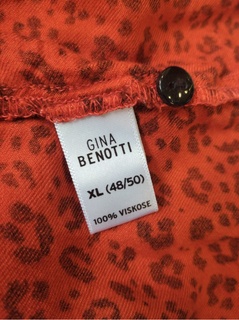 GINA
BENOTTI
XL (48/50)
100% VISKOSE